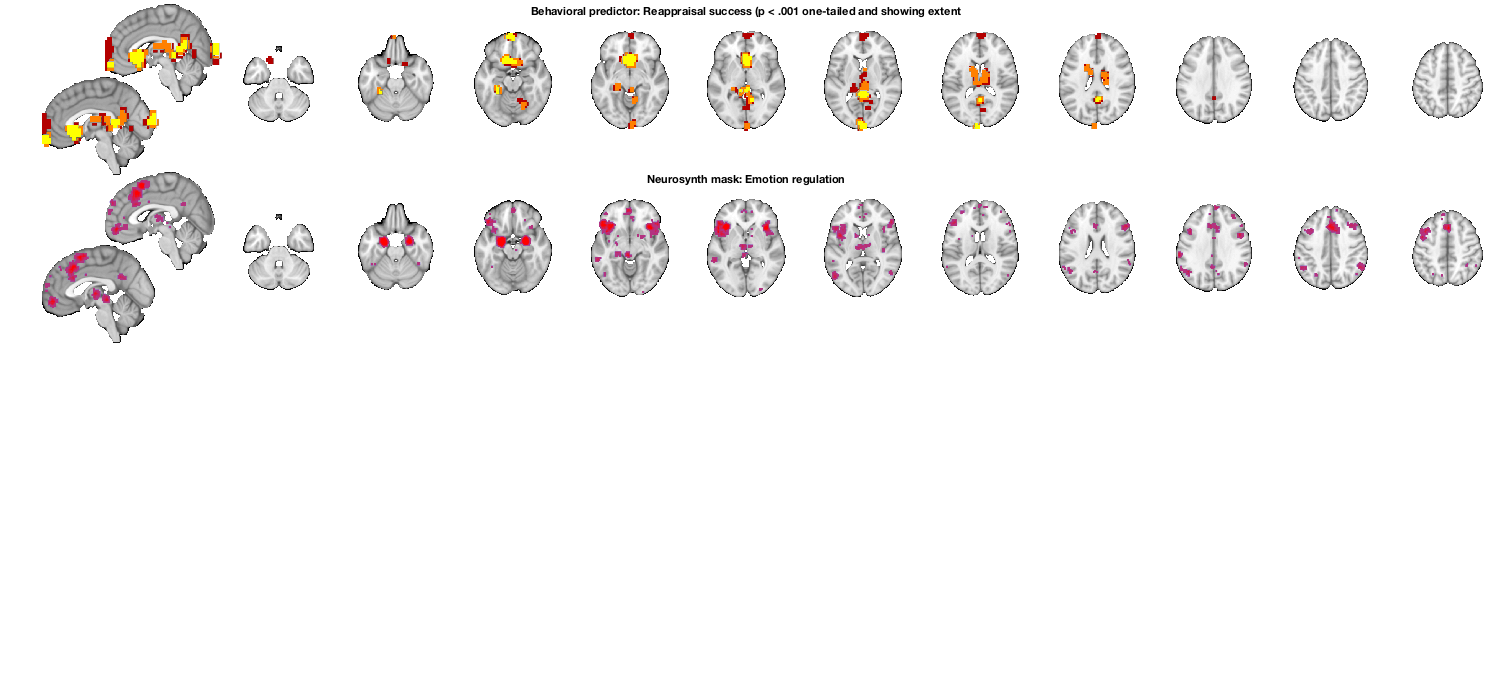 Behavioral predictor: Reappraisal success (p < .001 one-tailed and showing extent
Neurosynth mask: Emotion regulation